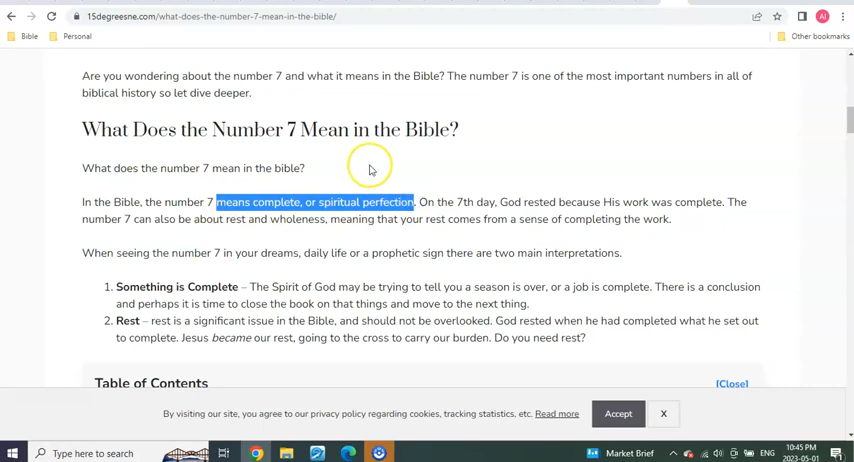 15degreesne.com/what-does-the-number-7-mean-in-the-bible/
AI
Bible Personal Other bookmarks
Are you wondering about the number 7 and what it means in the Bible? The number 7 is one of the most important numbers in all of
biblical history so let dive deeper.
What Does the Number 7 Mean in the Bible?
What does the number 7 mean in the bible?
In the Bible, the number 7 means complete, or spiritual perfection. On the 7th day, God rested because His work was complete. The
number 7 can also be about rest and wholeness, meaning that your rest comes from a sense of completing the work.
When seeing the number 7 in your dreams, daily life or a prophetic sign there are two main interpretations.
1. Something is Complete – The Spirit of God may be trying to tell you a season is over, or a job is complete. There is a conclusion
and perhaps it is time to close the book on that things and move to the next thing.
2. Rest – rest is a significant issue in the Bible, and should not be overlooked. God rested when he had completed what he set out
to complete. Jesus became our rest, going to the cross to carry our burden. Do you need rest?
Table of Contents [Close]
By visiting our site, you agree to our privacy policy regarding cookies, tracking statistics, etc. Read more Accept X
Type here to search Market Brief ENG 10:45 PM
2023-05-01